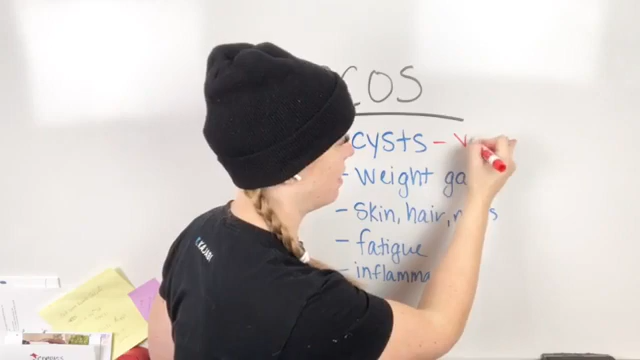 COS
cysts -
- Weight ga
- Skin, hair, n s
- fatigue
- inflamma